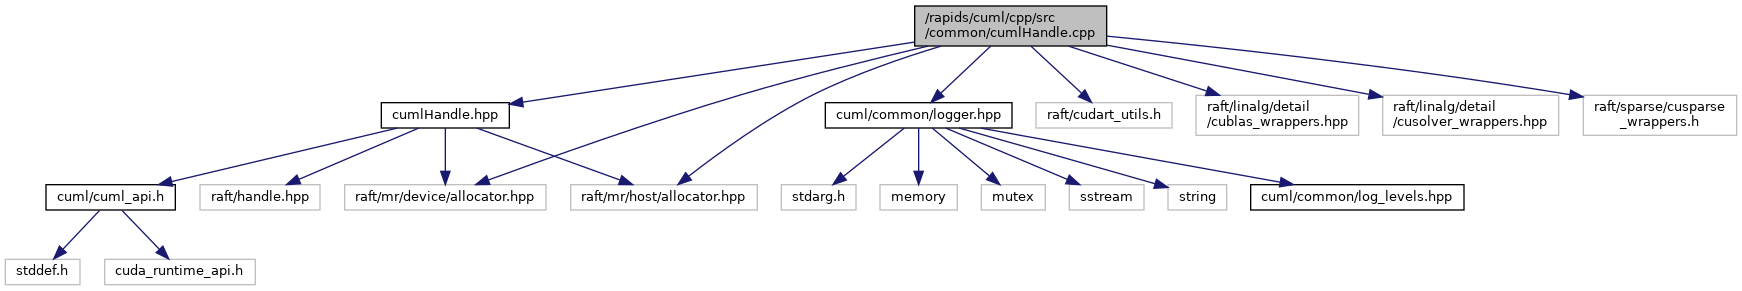 /rapids/cuml/cpp/src
/common/cumlHandle.cpp
cumlHandle.hpp
cuml/common/logger.hpp
raft/cudart_utils.h
raft/linalg/detail
/cublas_wrappers.hpp
raft/linalg/detail
/cusolver_wrappers.hpp
raft/sparse/cusparse
_wrappers.h
cuml/cuml_api.h
raft/handle.hpp
raft/mr/device/allocator.hpp
raft/mr/host/allocator.hpp
stdarg.h
memory
mutex
sstream
string
cuml/common/log_levels.hpp
stddef.h
cuda_runtime_api.h